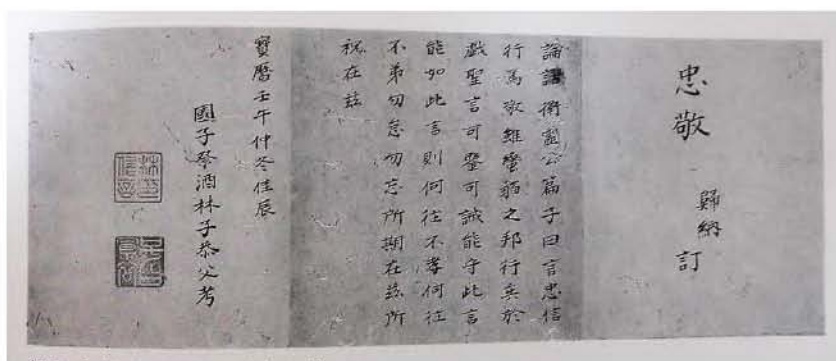 忠敬
歸納
訂
論語衛靈公篇子曰言忠信
行篤敬雖蠻貊之邦行矣於
戲聖言可鑒可誠能守此言
能如此言則何往不孝何往
不弟勿怠勿忘所期在茲所
祝在茲
寶曆壬午仲冬佳辰
國子祭酒林子恭父考